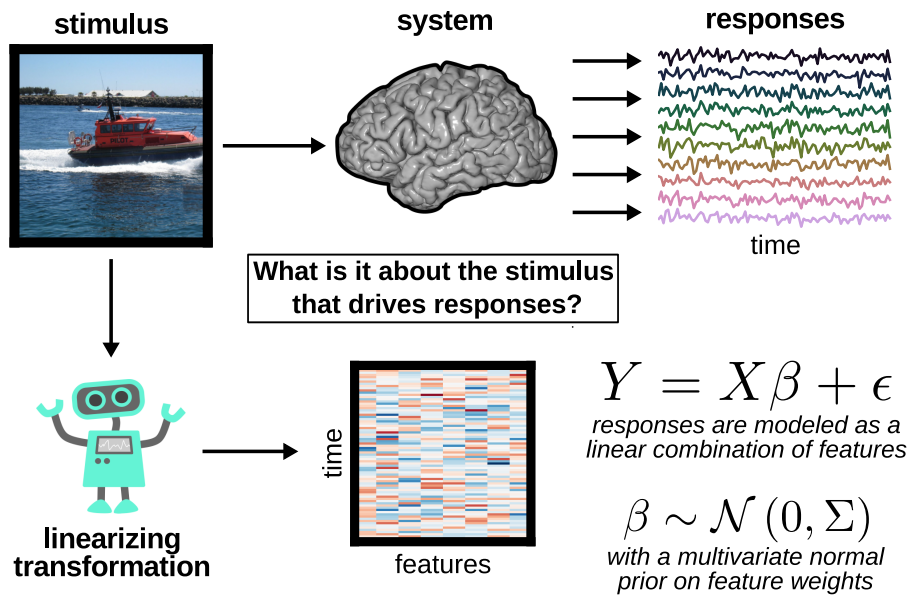 stimulus
system
responses
PILOT
time
What is it about the stimulus
that drives responses?
time
features
linearizing
transformation
Y = Xβ + ϵ
responses are modeled as a
linear combination of features
β ~ 𝒩 (0, Σ)
with a multivariate normal
prior on feature weights